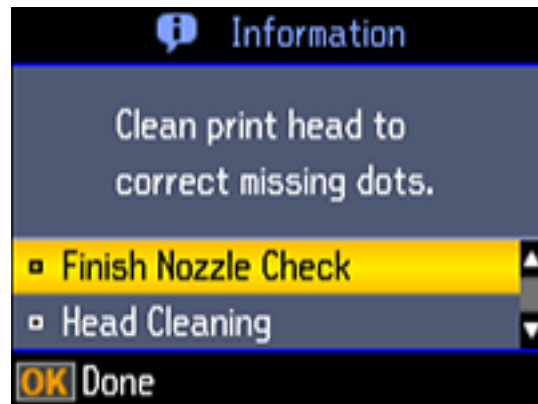 Information
Clean print head to
correct missing dots.
Finish Nozzle Check
Head Cleaning
OK Done